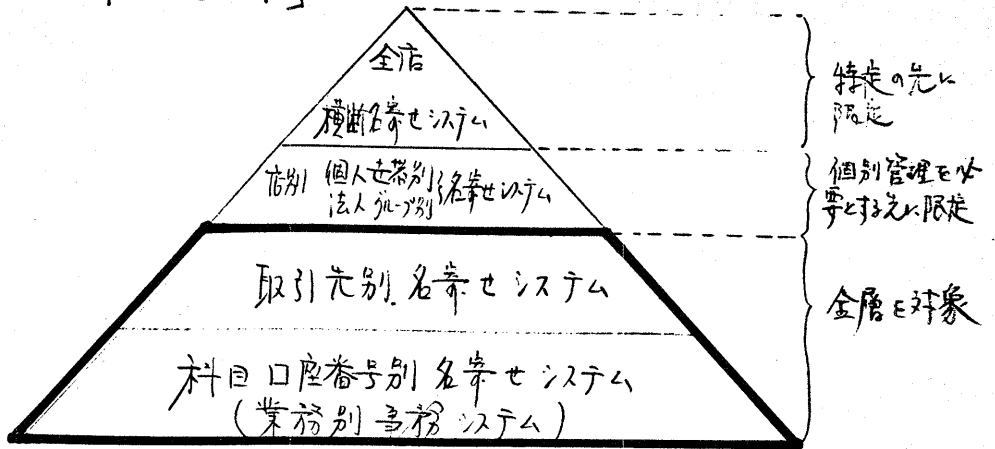 全店
横断名寄せシステム
特定の先に
限定
店別 個人世帯別 名寄せシステム
法人グループ別
個別管理を必
要とする先に限定
取引先別 名寄せシステム
全層を対象
科目口座番号別 名寄せシステム
(業務別事務システム)